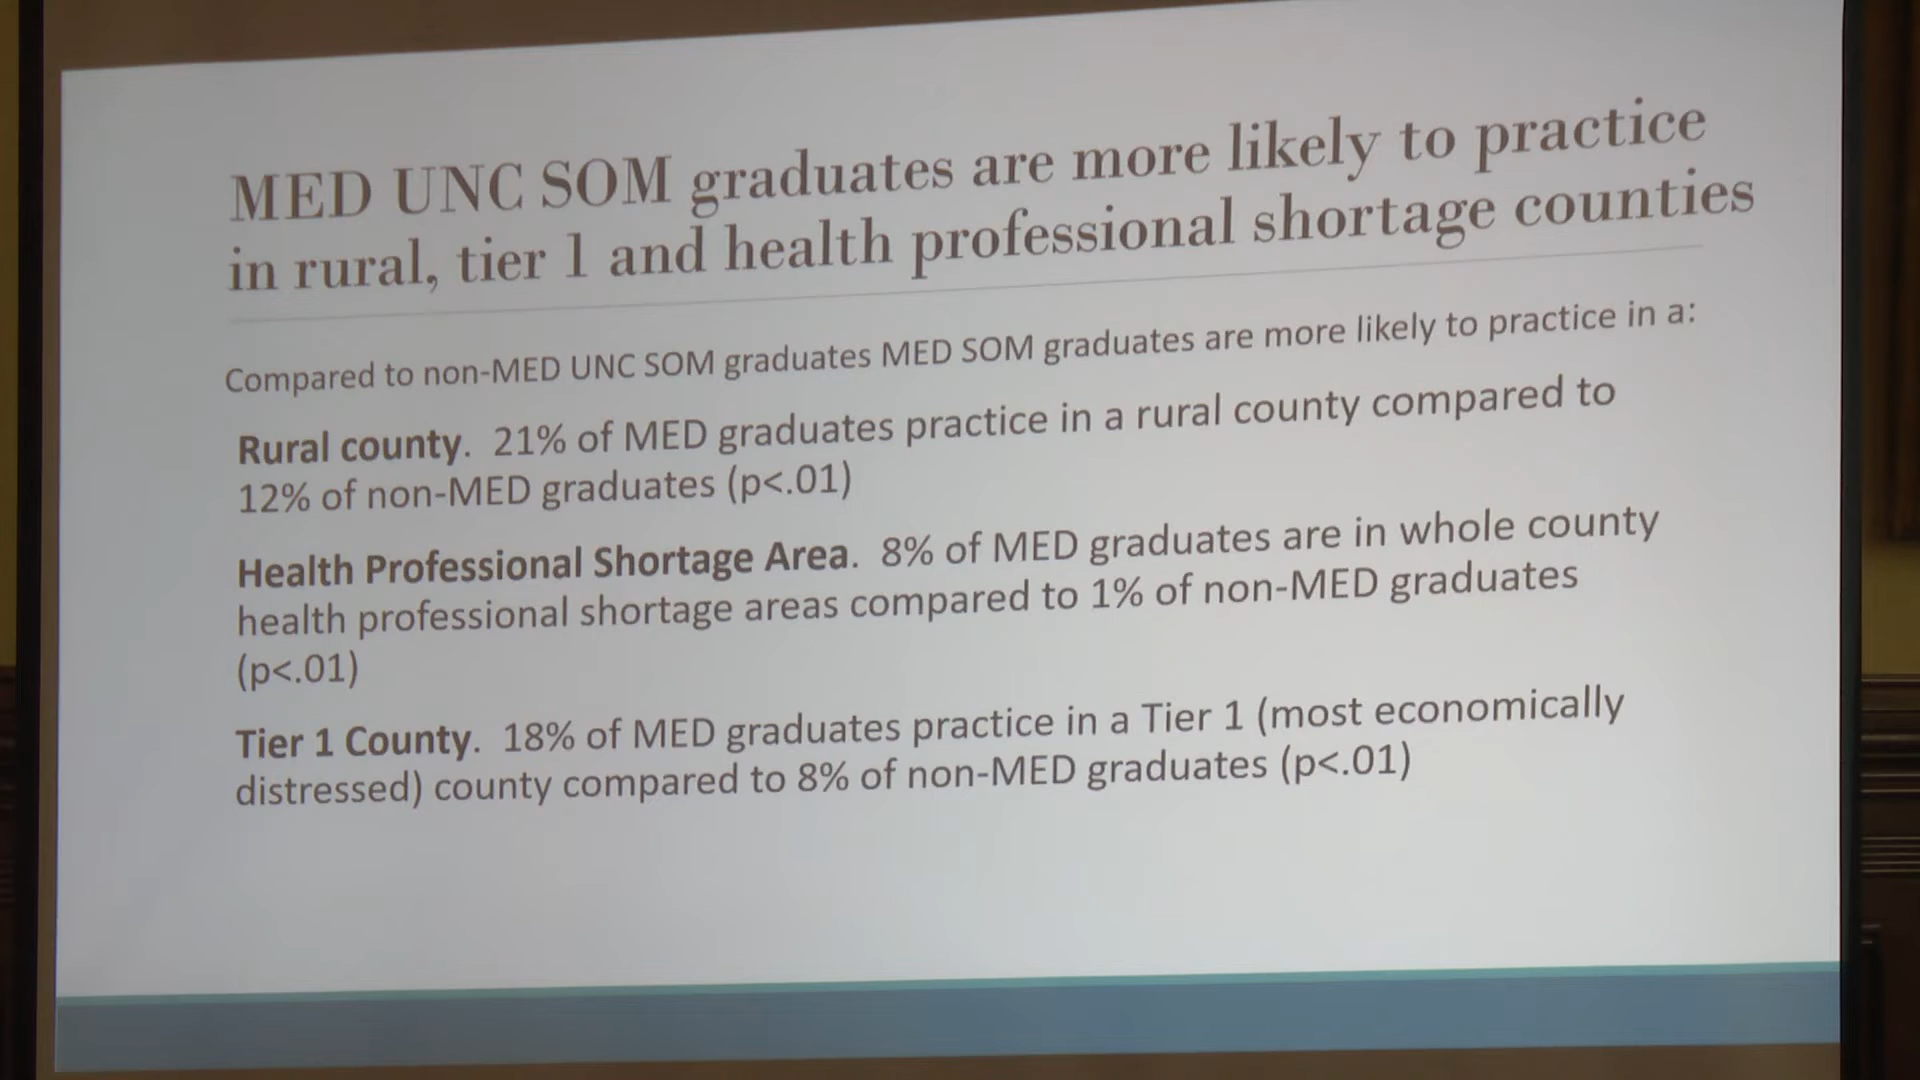 MED UNC SOM graduates are more likely to practice
in rural, tier 1 and health professional shortage counties
Compared to non-MED UNC SOM graduates MED SOM graduates are more likely to practice in a:
Rural county. 21% of MED graduates practice in a rural county compared to
12% of non-MED graduates (p<.01)
Health Professional Shortage Area. 8% of MED graduates are in whole county
health professional shortage areas compared to 1% of non-MED graduates
(p<.01)
Tier 1 County. 18% of MED graduates practice in a Tier 1 (most economically
distressed) county compared to 8% of non-MED graduates (p<.01)